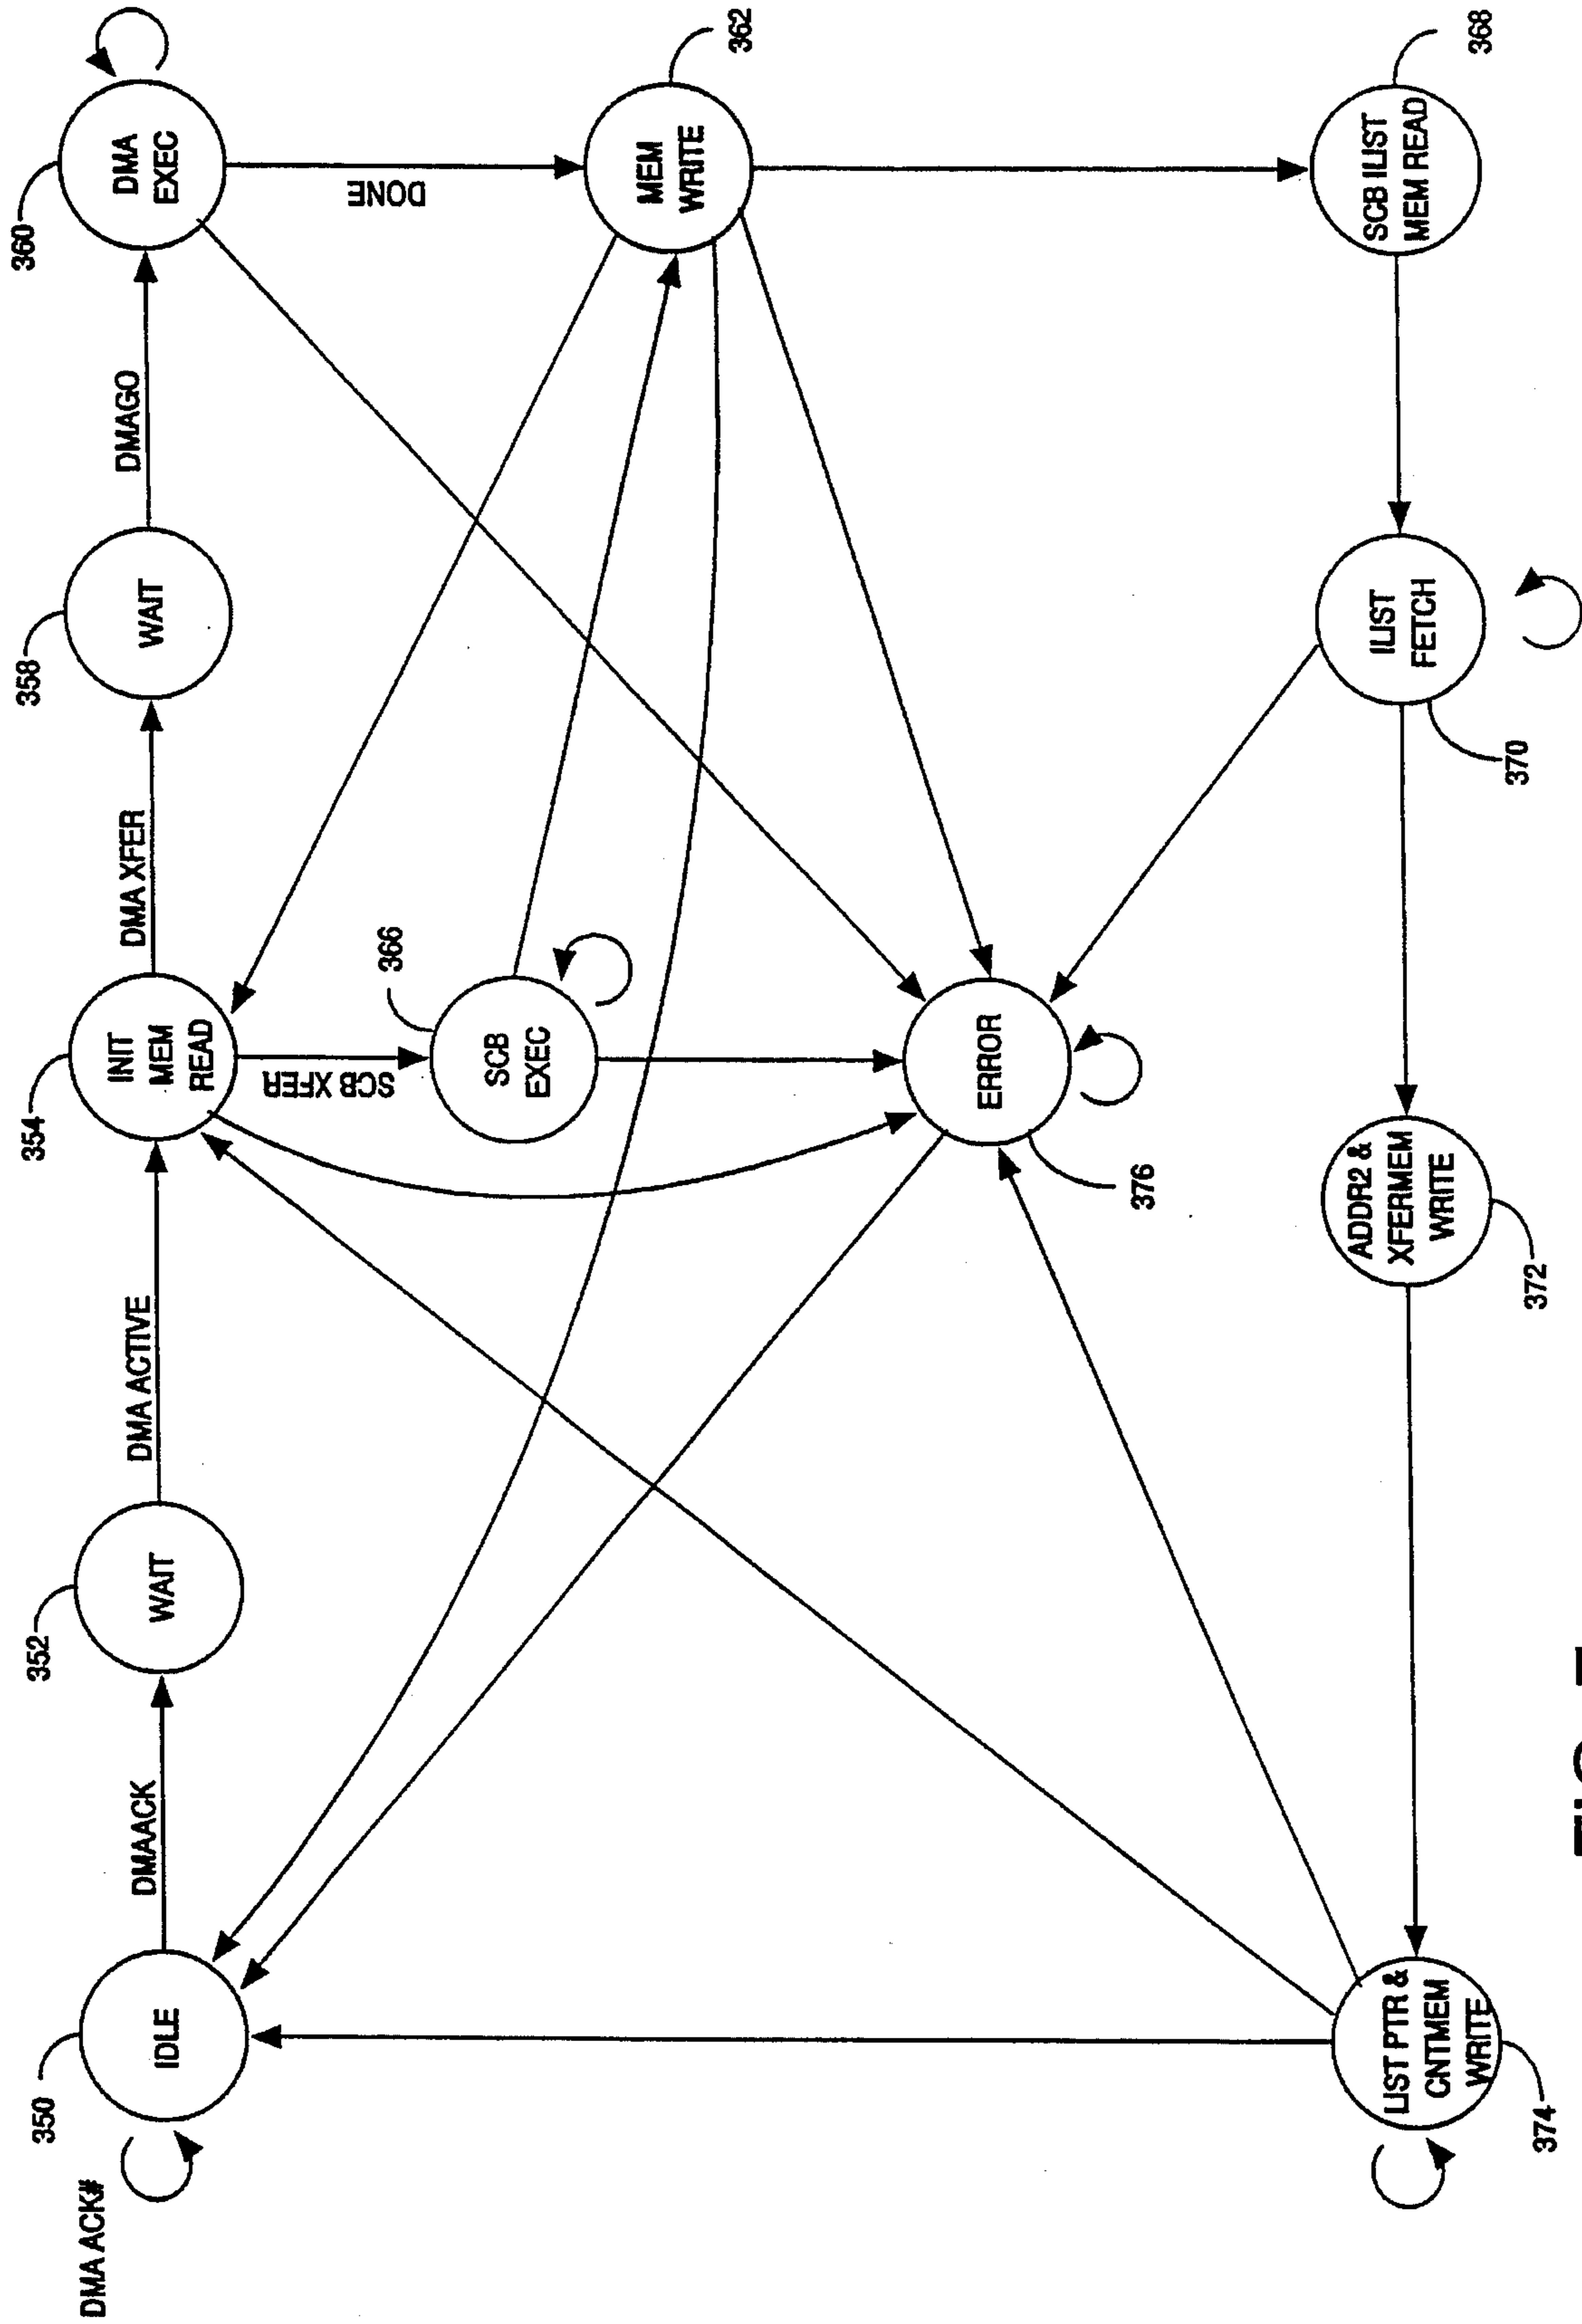 DMA ACK#
350
IDLE
DMAACK
352
WAIT
DMA ACTIVE
354
INIT
MEM
READ
DMA XFER
358
WAIT
DMAGO
360
DMA
EXEC
SCB XFER
DONE
366
SCB
EXEC
MEM
WRITE
362
ERROR
376
LIST PTR &
CNTMEM
WRITE
374
ADDR2 &
XFERMEM
WRITE
372
ILIST
FETCH
370
SCB ILIST
MEM READ
368